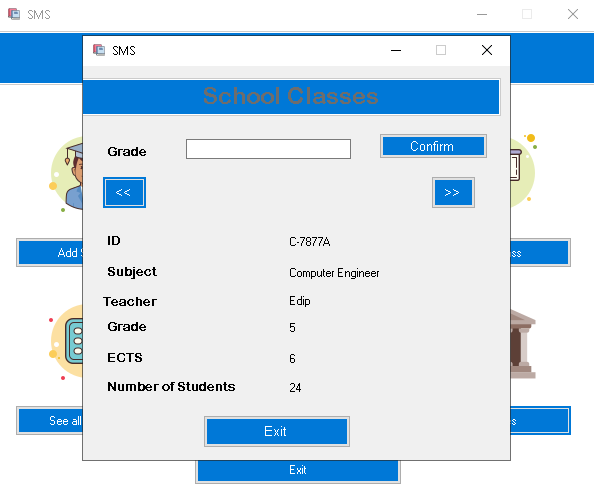 SMS
SMS
School Classes
Grade
Confirm
<<
>>
ID C-7877A
Subject Computer Engineer
Teacher Edip
Grade 5
ECTS 6
Number of Students 24
Exit
Add
See all
Exit